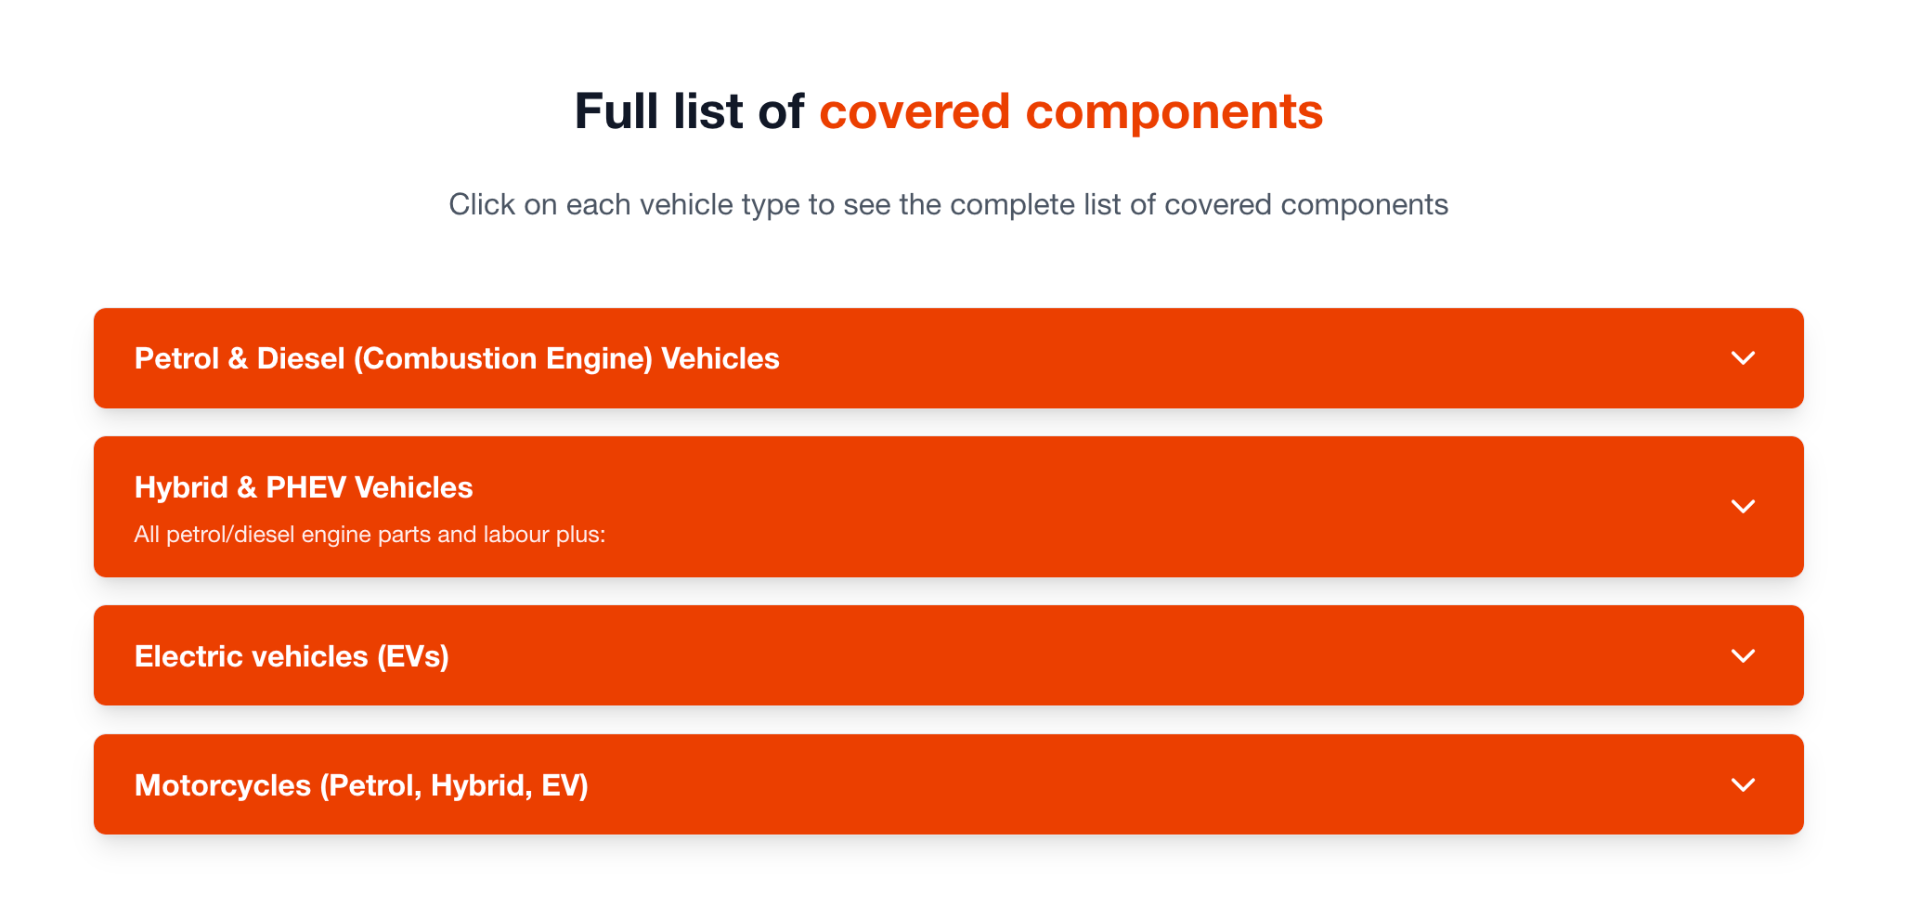 Full list of covered components
Click on each vehicle type to see the complete list of covered components
Petrol & Diesel (Combustion Engine) Vehicles
Hybrid & PHEV Vehicles
All petrol/diesel engine parts and labour plus:
Electric vehicles (EVs)
Motorcycles (Petrol, Hybrid, EV)